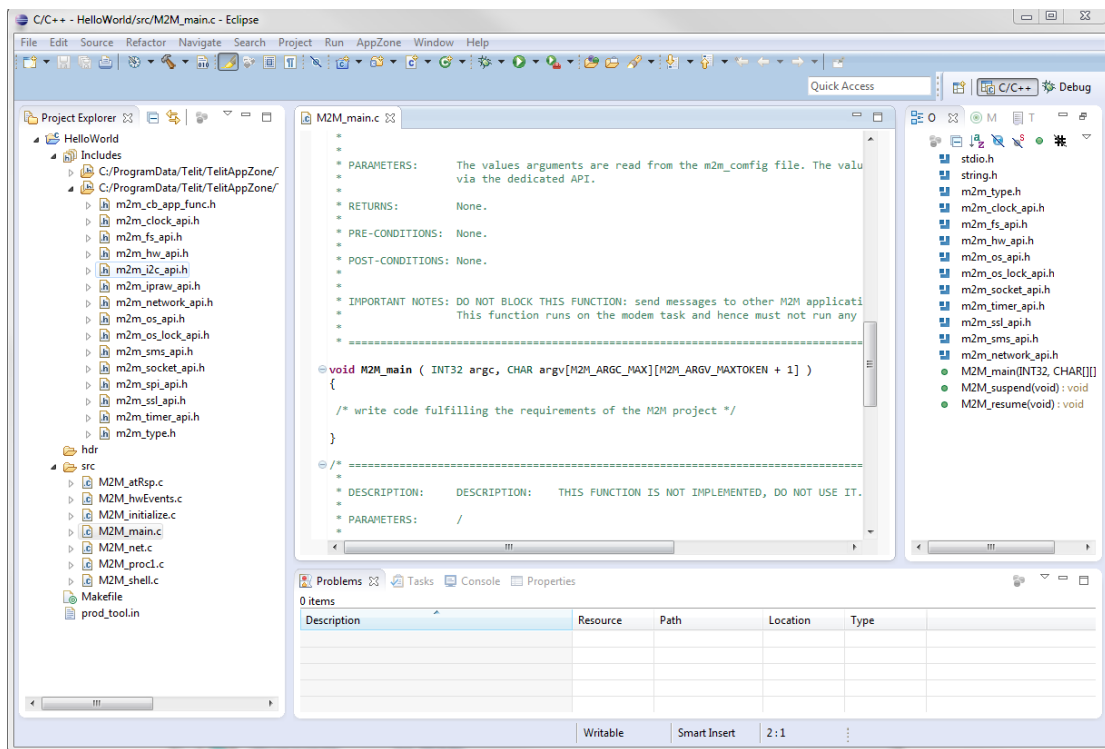 C/C++ - HelloWorld/src/M2M_main.c - Eclipse
File Edit Source Refactor Navigate Search Project Run AppZone Window Help
Quick Access
C/C++ Debug
Project Explorer
HelloWorld
Includes
C:/ProgramData/Telit/TelitAppZone/
C:/ProgramData/Telit/TelitAppZone/
m2m_cb_app_func.h
m2m_clock_api.h
m2m_fs_api.h
m2m_hw_api.h
m2m_i2c_api.h
m2m_ipraw_api.h
m2m_network_api.h
m2m_os_api.h
m2m_os_lock_api.h
m2m_sms_api.h
m2m_socket_api.h
m2m_spi_api.h
m2m_ssl_api.h
m2m_timer_api.h
m2m_type.h
hdr
src
M2M_atRsp.c
M2M_hwEvents.c
M2M_initialize.c
M2M_main.c
M2M_net.c
M2M_proc1.c
M2M_shell.c
Makefile
prod_tool.in
M2M_main.c
*
*
* PARAMETERS: The values arguments are read from the m2m_comfig file. The valu
* via the dedicated API.
*
* RETURNS: None.
*
* PRE-CONDITIONS: None.
*
* POST-CONDITIONS: None.
*
*
* IMPORTANT NOTES: DO NOT BLOCK THIS FUNCTION: send messages to other M2M applicati
* This function runs on the modem task and hence must not run any
*
* =============================================================================
void M2M_main ( INT32 argc, CHAR argv[M2M_ARGC_MAX][M2M_ARGV_MAXTOKEN + 1] )
{
/* write code fulfilling the requirements of the M2M project */
}
/* =============================================================================
*
* DESCRIPTION: DESCRIPTION: THIS FUNCTION IS NOT IMPLEMENTED, DO NOT USE IT.
*
* PARAMETERS: /
*
O M T
stdio.h
string.h
m2m_type.h
m2m_clock_api.h
m2m_fs_api.h
m2m_hw_api.h
m2m_os_api.h
m2m_os_lock_api.h
m2m_socket_api.h
m2m_timer_api.h
m2m_ssl_api.h
m2m_sms_api.h
m2m_network_api.h
M2M_main(INT32, CHAR[][]
M2M_suspend(void) : void
M2M_resume(void) : void
Problems Tasks Console Properties
0 items
Description Resource Path Location Type
Writable Smart Insert 2 : 1